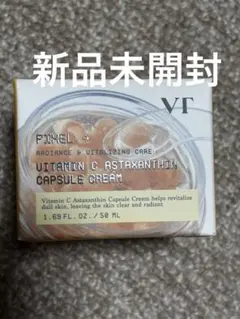 新品未開封
VT
PIXEL
RADIANCE & VITALIZING CARE
VITAMIN C ASTAXANTHIN
CAPSULE CREAM
Vitamin C Astaxanthin Capsule Cream helps revitalize
dull skin, leaving the skin clear and radiant
1.69 FL. OZ. / 50 ML